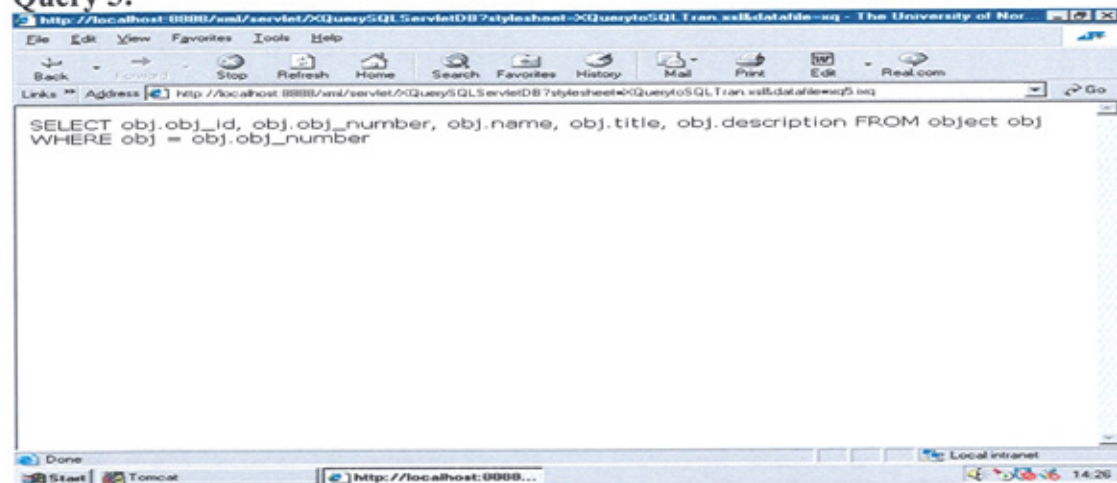 Query 5:
http://localhost:8888/xml/servlet/XQuerySQLServletDB?stylesheet=XQuerytoSQLTran.xsl&datafile=xq - The University of Nor...
File Edit View Favorites Tools Help
Back Forward Stop Refresh Home Search Favorites History Mail Print Edit Real.com
Links » Address http://localhost:8888/xml/servlet/XQuerySQLServletDB?stylesheet=XQuerytoSQLTran.xsl&datafile=xq5.xq Go
SELECT obj.obj_id, obj.obj_number, obj.name, obj.title, obj.description FROM object obj
WHERE obj = obj.obj_number
Done Local intranet
Start Tomcat http://localhost:8888... 14:26